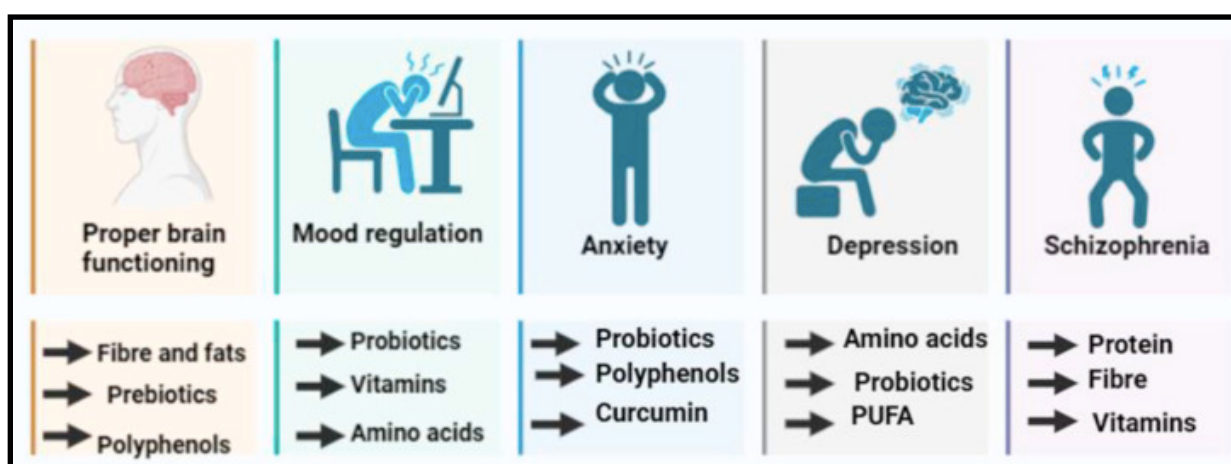 Proper brain
functioning
Mood regulation
Anxiety
Depression
Schizophrenia
Fibre and fats
Prebiotics
Polyphenols
Probiotics
Vitamins
Amino acids
Probiotics
Polyphenols
Curcumin
Amino acids
Probiotics
PUFA
Protein
Fibre
Vitamins